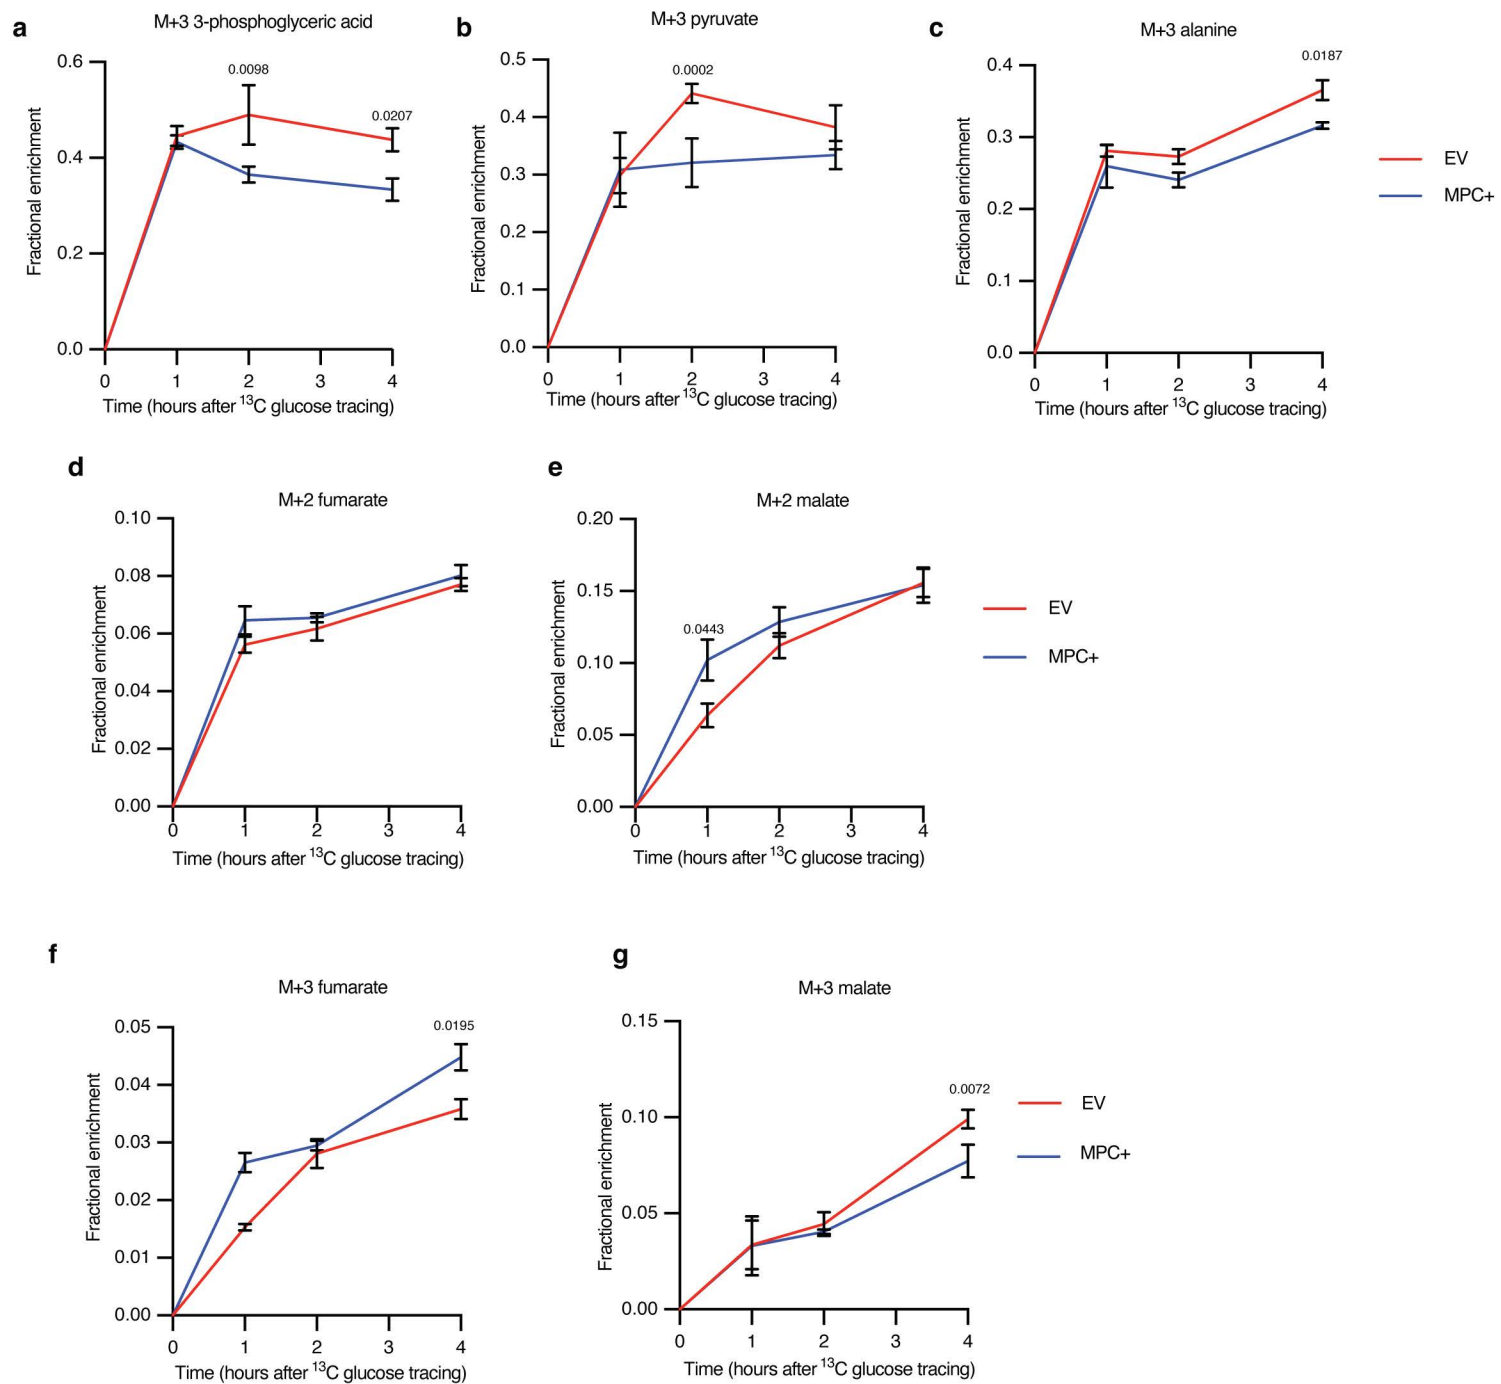 a
M+3 3-phosphoglyceric acid
0.6
0.4
0.2
0.0
Fractional enrichment
0.0098
0.0207
0 1 2 3 4
Time (hours after 13C glucose tracing)
b
M+3 pyruvate
0.5
0.4
0.3
0.2
0.1
0.0
Fractional enrichment
0.0002
0 1 2 3 4
Time (hours after 13C glucose tracing)
c
M+3 alanine
0.4
0.3
0.2
0.1
0.0
Fractional enrichment
0.0187
0 1 2 3 4
Time (hours after 13C glucose tracing)
EV
MPC+
d
M+2 fumarate
0.10
0.08
0.06
0.04
0.02
0.00
Fractional enrichment
0 1 2 3 4
Time (hours after 13C glucose tracing)
e
M+2 malate
0.20
0.15
0.10
0.05
0.00
Fractional enrichment
0.0443
0 1 2 3 4
Time (hours after 13C glucose tracing)
EV
MPC+
f
M+3 fumarate
0.05
0.04
0.03
0.02
0.01
0.00
Fractional enrichment
0.0195
0 1 2 3 4
Time (hours after 13C glucose tracing)
g
M+3 malate
0.15
0.10
0.05
0.00
Fractional enrichment
0.0072
0 1 2 3 4
Time (hours after 13C glucose tracing)
EV
MPC+